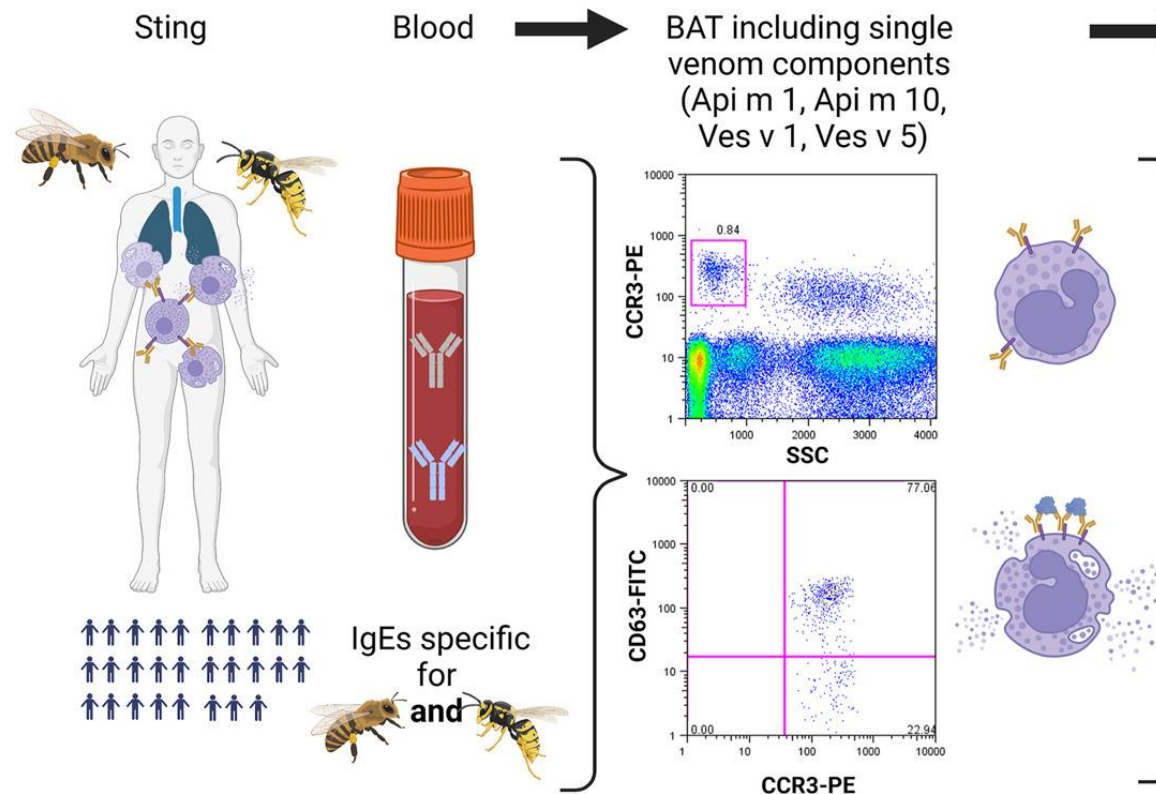 Sting
Blood
BAT including single
venom components
(Api m 1, Api m 10,
Ves v 1, Ves v 5)
IgEs specific
for
and
10000
1000
100
10
1
CCR3-PE
0.84
1000
2000
3000
4000
SSC
10000
1000
100
10
1
CD63-FITC
0.00
77.06
0.00
22.94
1
10
100
1000
10000
CCR3-PE